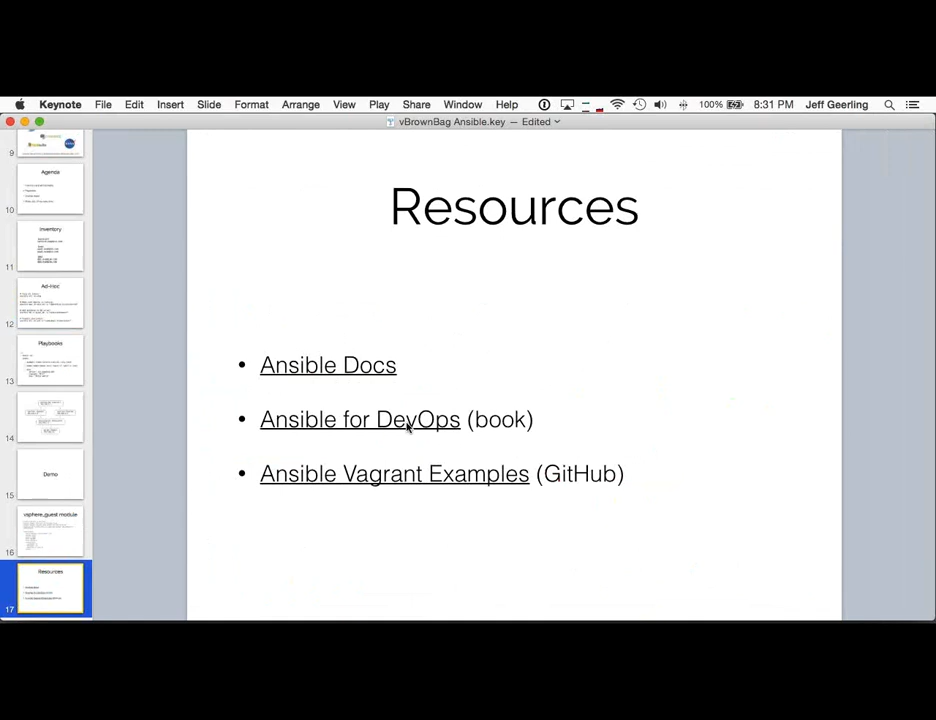 Keynote File Edit Insert Slide Format Arrange View Play Share Window Help 100% 8:31 PM Jeff Geerling
vBrownBag Ansible.key — Edited
9
Agenda
10
Inventory
11
Ad-Hoc
12
Playbooks
13
14
Demo
15
vsphere_guest module
16
Resources
17
Resources
• Ansible Docs
• Ansible for DevOps (book)
• Ansible Vagrant Examples (GitHub)